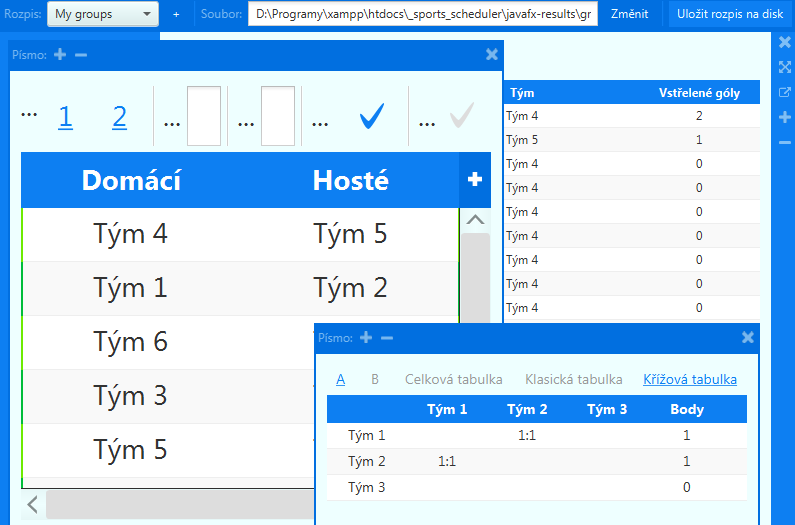 Rozpis: My groups + Soubor: D:\Programy\xampp\htdocs\_sports_scheduler\javafx-results\gr Změnit Uložit rozpis na disk
Písmo:
... 1 2 ... ... ... ...
Domácí Hosté
Tým 4 Tým 5
Tým 1 Tým 2
Tým 6
Tým 3
Tým 5
Tým Vstřelené góly
Tým 4 2
Tým 5 1
Tým 4 0
Tým 4 0
Tým 4 0
Tým 4 0
Tým 4 0
Tým 4 0
Tým 4 0
Písmo:
A B Celková tabulka Klasická tabulka Křížová tabulka
Tým 1 Tým 2 Tým 3 Body
Tým 1 1:1 1
Tým 2 1:1 1
Tým 3 0